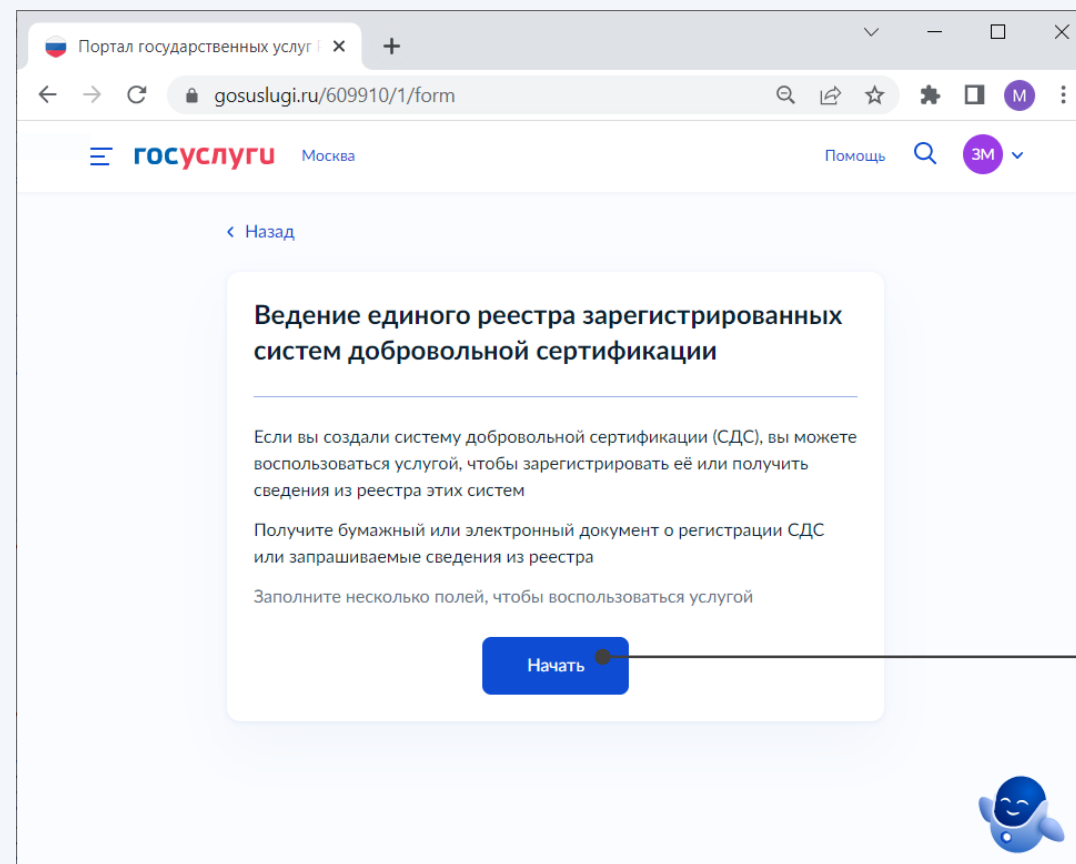 Портал государственных услуг
gosuslugi.ru/609910/1/form
М
госуслуги Москва Помощь ЗМ
Назад
Ведение единого реестра зарегистрированных
систем добровольной сертификации
Если вы создали систему добровольной сертификации (СДС), вы можете
воспользоваться услугой, чтобы зарегистрировать её или получить
сведения из реестра этих систем
Получите бумажный или электронный документ о регистрации СДС
или запрашиваемые сведения из реестра
Заполните несколько полей, чтобы воспользоваться услугой
Начать